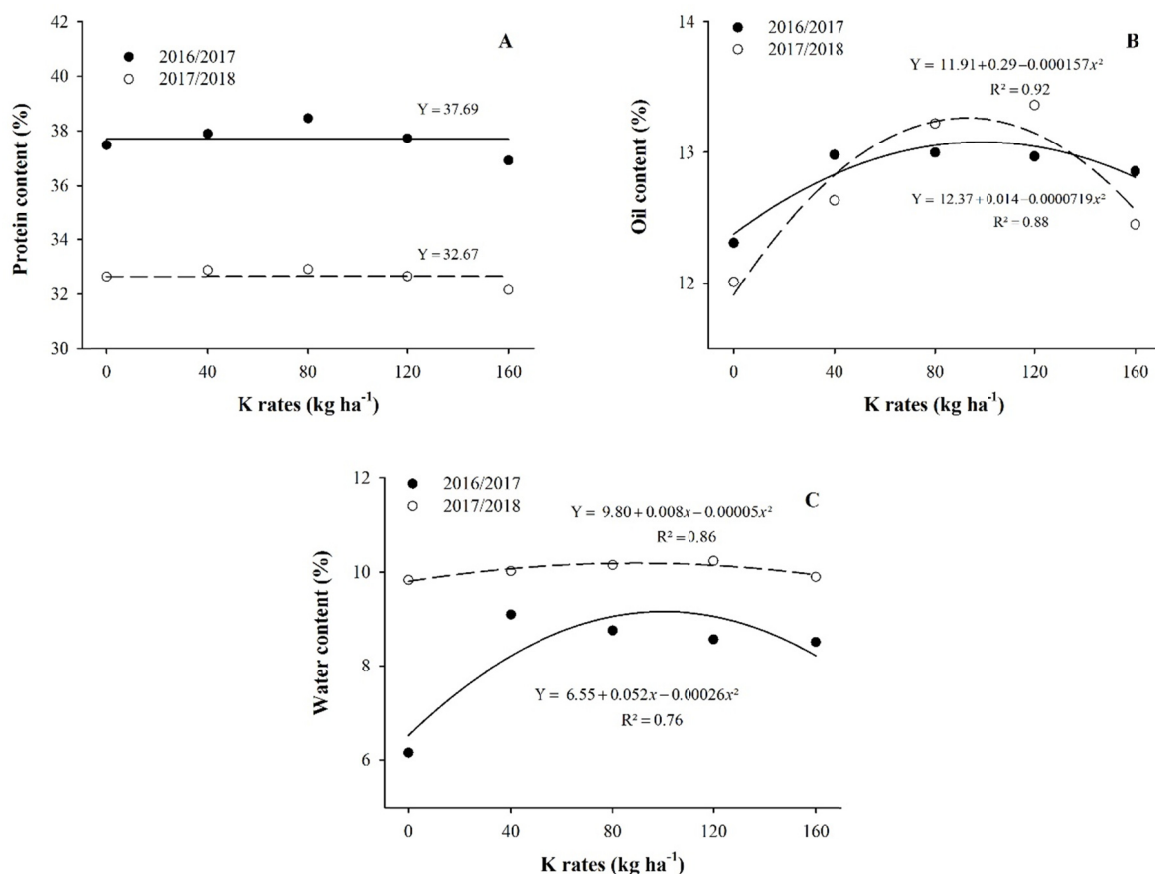 42
40
38
36
34
32
30
Protein content (%)
2016/2017
2017/2018
A
Y = 37.69
Y = 32.67
0 40 80 120 160
K rates (kg ha⁻¹)
14
13
12
Oil content (%)
2016/2017
2017/2018
B
Y = 11.91+0.29−0.000157x²
R² = 0.92
Y = 12.37+0.014−0.0000719x²
R² = 0.88
0 40 80 120 160
K rates (kg ha⁻¹)
12
10
8
6
Water content (%)
2016/2017
2017/2018
C
Y = 9.80+0.008x−0.00005x²
R² = 0.86
Y = 6.55+0.052x−0.00026x²
R² = 0.76
0 40 80 120 160
K rates (kg ha⁻¹)